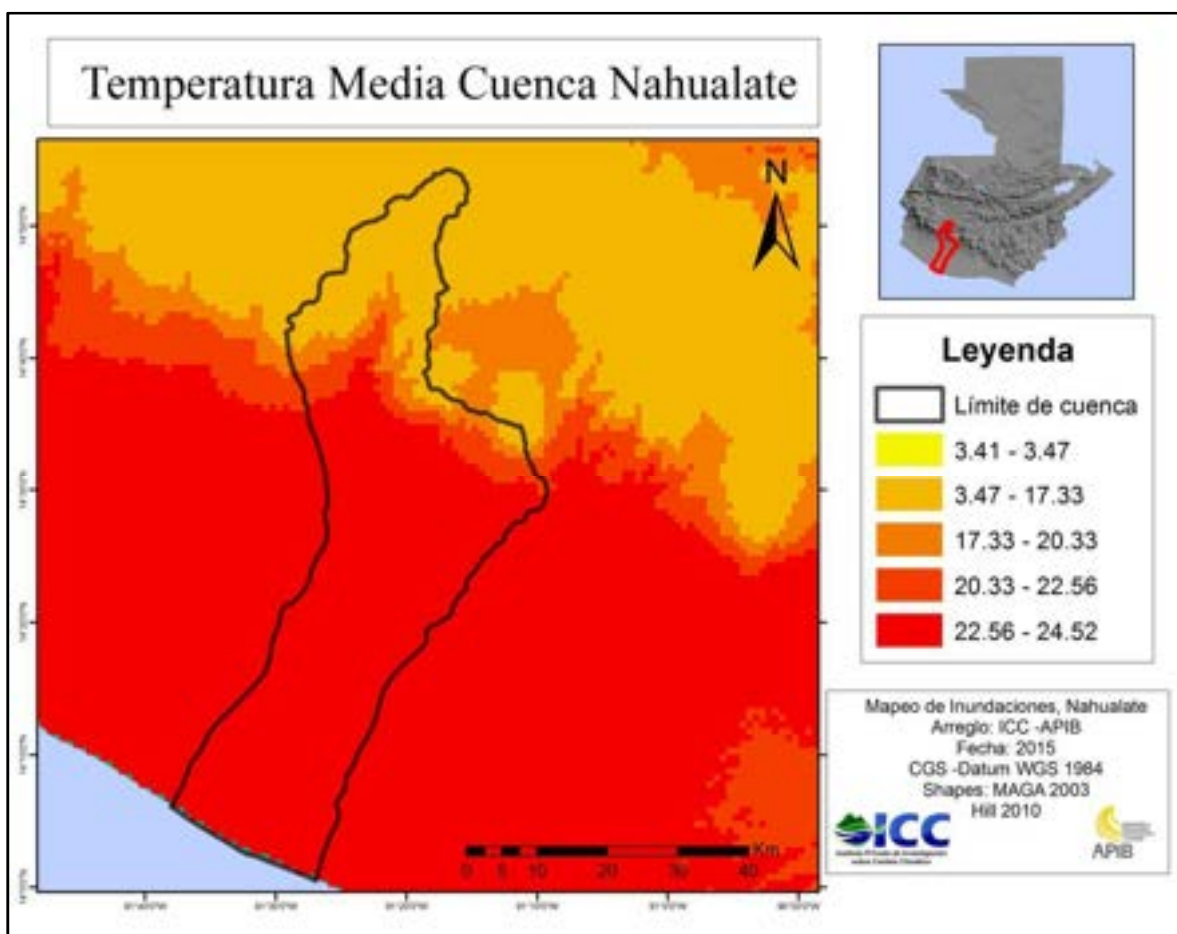 Temperatura Media Cuenca Nahualate
N
Leyenda
Límite de cuenca
3.41 - 3.47
3.47 - 17.33
17.33 - 20.33
20.33 - 22.56
22.56 - 24.52
Km
0 5 10 20 30 40
Mapeo de Inundaciones, Nahualate
Arreglo: ICC -APIB
Fecha: 2015
CGS -Datum WGS 1984
Shapes: MAGA 2003
Hill 2010
ICC
APIB